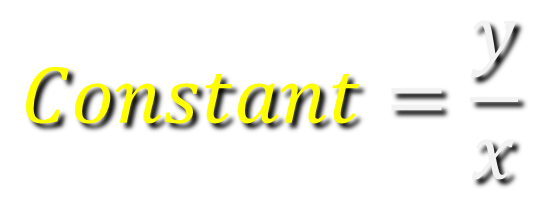 Constant = y/x